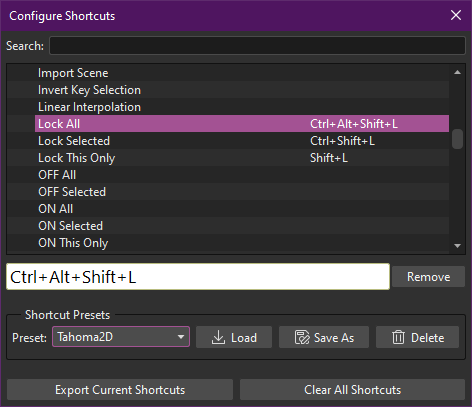 Configure Shortcuts
Search:
Import Scene
Invert Key Selection
Linear Interpolation
Lock All Ctrl+Alt+Shift+L
Lock Selected Ctrl+Shift+L
Lock This Only Shift+L
OFF All
OFF Selected
ON All
ON Selected
ON This Only
Ctrl+Alt+Shift+L Remove
Shortcut Presets
Preset: Tahoma2D Load Save As Delete
Export Current Shortcuts Clear All Shortcuts